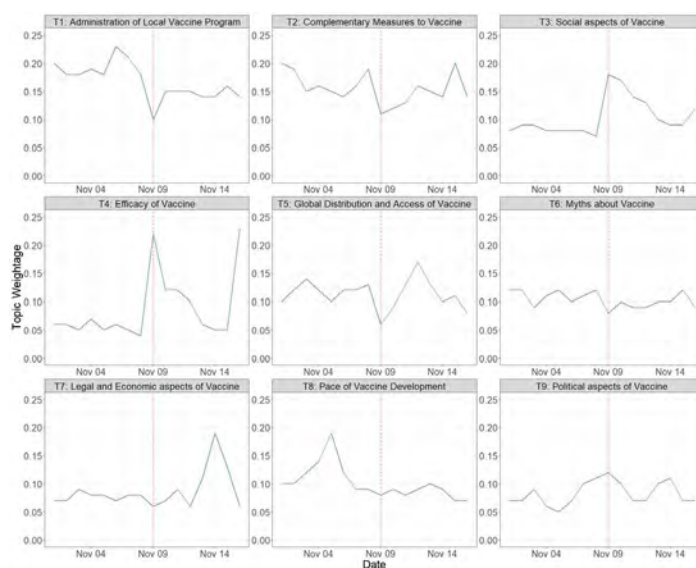 T1: Administration of Local Vaccine Program
T2: Complementary Measures to Vaccine
T3: Social aspects of Vaccine
0.25
0.20
0.15
0.10
0.05
0.00
0.25
0.20
0.15
0.10
0.05
0.00
0.25
0.20
0.15
0.10
0.05
0.00
Nov 04 Nov 09 Nov 14
Nov 04 Nov 09 Nov 14
Nov 04 Nov 09 Nov 14
T4: Efficacy of Vaccine
T5: Global Distribution and Access of Vaccine
T6: Myths about Vaccine
Topic Weightage
0.25
0.20
0.15
0.10
0.05
0.00
0.25
0.20
0.15
0.10
0.05
0.00
0.25
0.20
0.15
0.10
0.05
0.00
Nov 04 Nov 09 Nov 14
Nov 04 Nov 09 Nov 14
Nov 04 Nov 09 Nov 14
T7: Legal and Economic aspects of Vaccine
T8: Pace of Vaccine Development
T9: Political aspects of Vaccine
0.25
0.20
0.15
0.10
0.05
0.00
0.25
0.20
0.15
0.10
0.05
0.00
0.25
0.20
0.15
0.10
0.05
0.00
Nov 04 Nov 09 Nov 14
Nov 04 Nov 09 Nov 14
Nov 04 Nov 09 Nov 14
Date